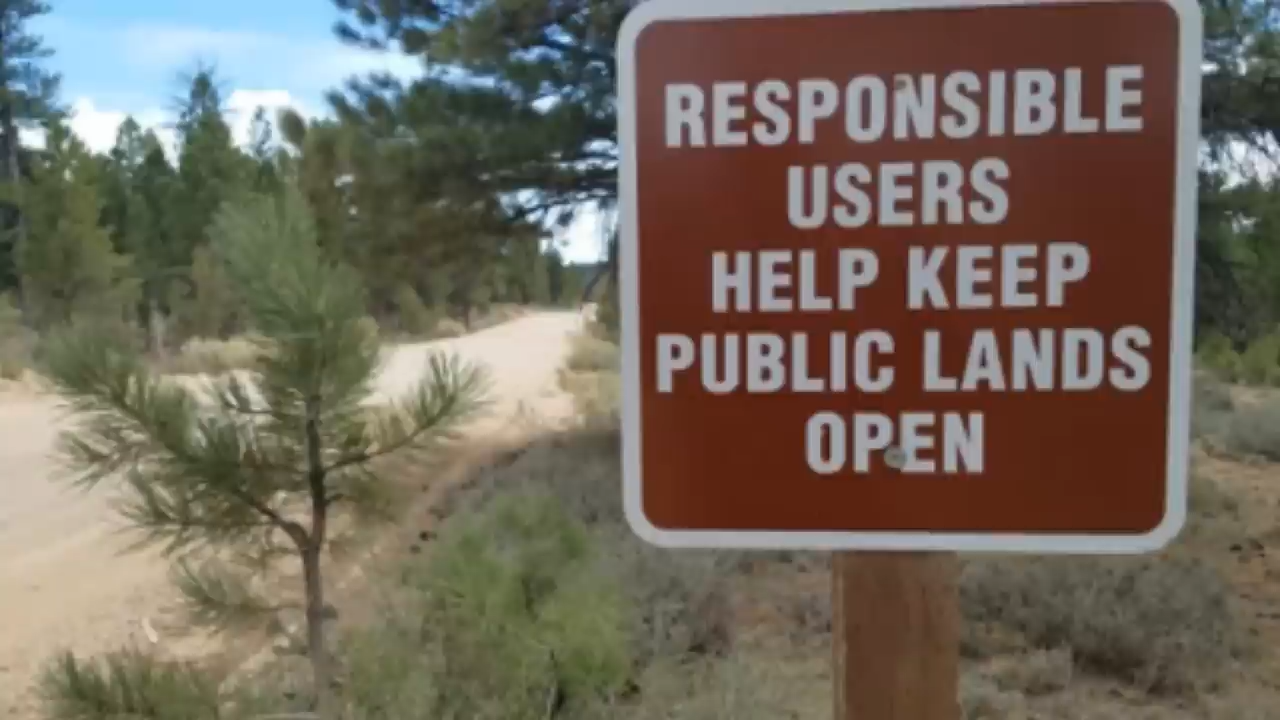 RESPONSIBLE
USERS
HELP KEEP
PUBLIC LANDS
OPEN